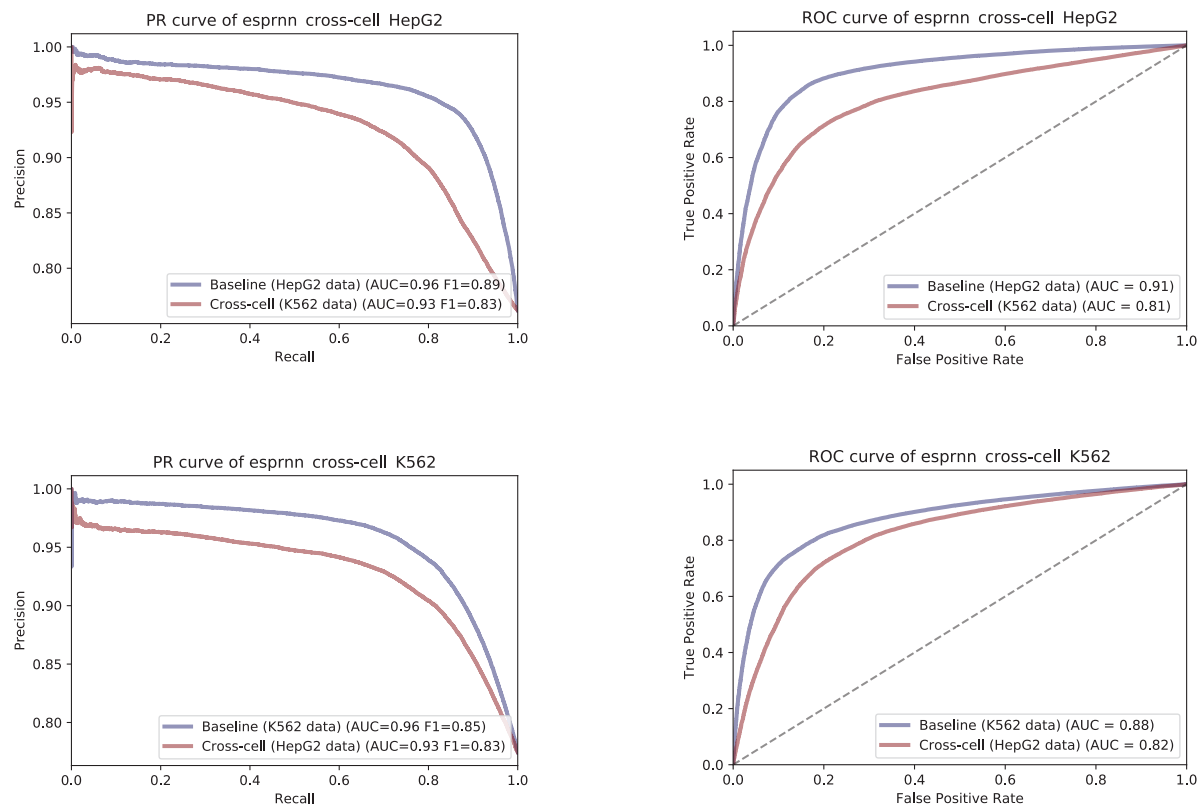 PR curve of esprnn cross-cell HepG2
1.00
0.95
0.90
0.85
0.80
Precision
0.0 0.2 0.4 0.6 0.8 1.0
Recall
Baseline (HepG2 data) (AUC=0.96 F1=0.89)
Cross-cell (K562 data) (AUC=0.93 F1=0.83)
ROC curve of esprnn cross-cell HepG2
1.0
0.8
0.6
0.4
0.2
0.0
True Positive Rate
0.0 0.2 0.4 0.6 0.8 1.0
False Positive Rate
Baseline (HepG2 data) (AUC = 0.91)
Cross-cell (K562 data) (AUC = 0.81)
PR curve of esprnn cross-cell K562
1.00
0.95
0.90
0.85
0.80
Precision
0.0 0.2 0.4 0.6 0.8 1.0
Recall
Baseline (K562 data) (AUC=0.96 F1=0.85)
Cross-cell (HepG2 data) (AUC=0.93 F1=0.83)
ROC curve of esprnn cross-cell K562
1.0
0.8
0.6
0.4
0.2
0.0
True Positive Rate
0.0 0.2 0.4 0.6 0.8 1.0
False Positive Rate
Baseline (K562 data) (AUC = 0.88)
Cross-cell (HepG2 data) (AUC = 0.82)